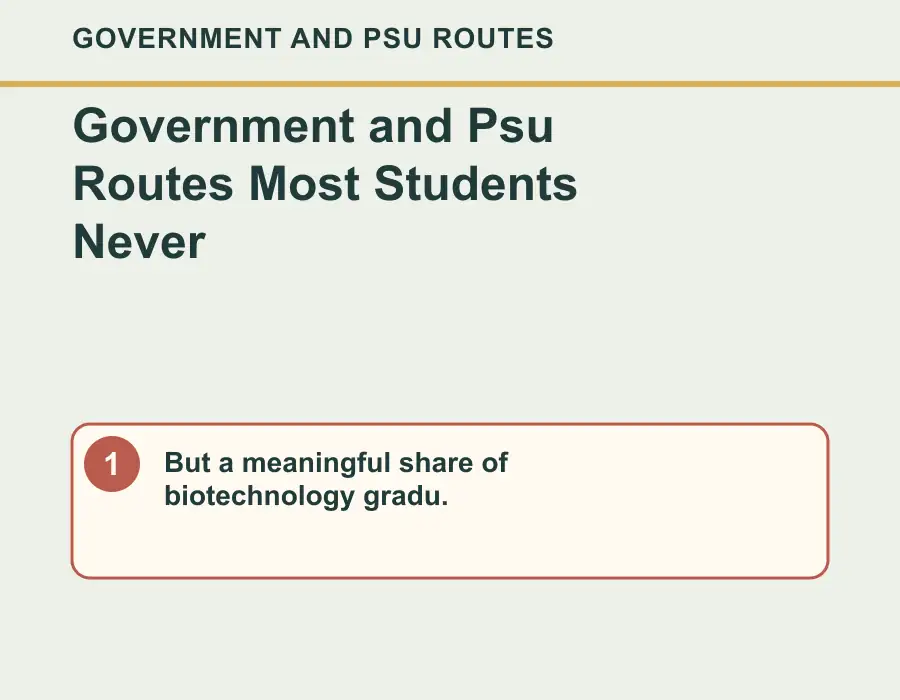 GOVERNMENT AND PSU ROUTES
Government and Psu
Routes Most Students
Never
1
But a meaningful share of
biotechnology gradu.